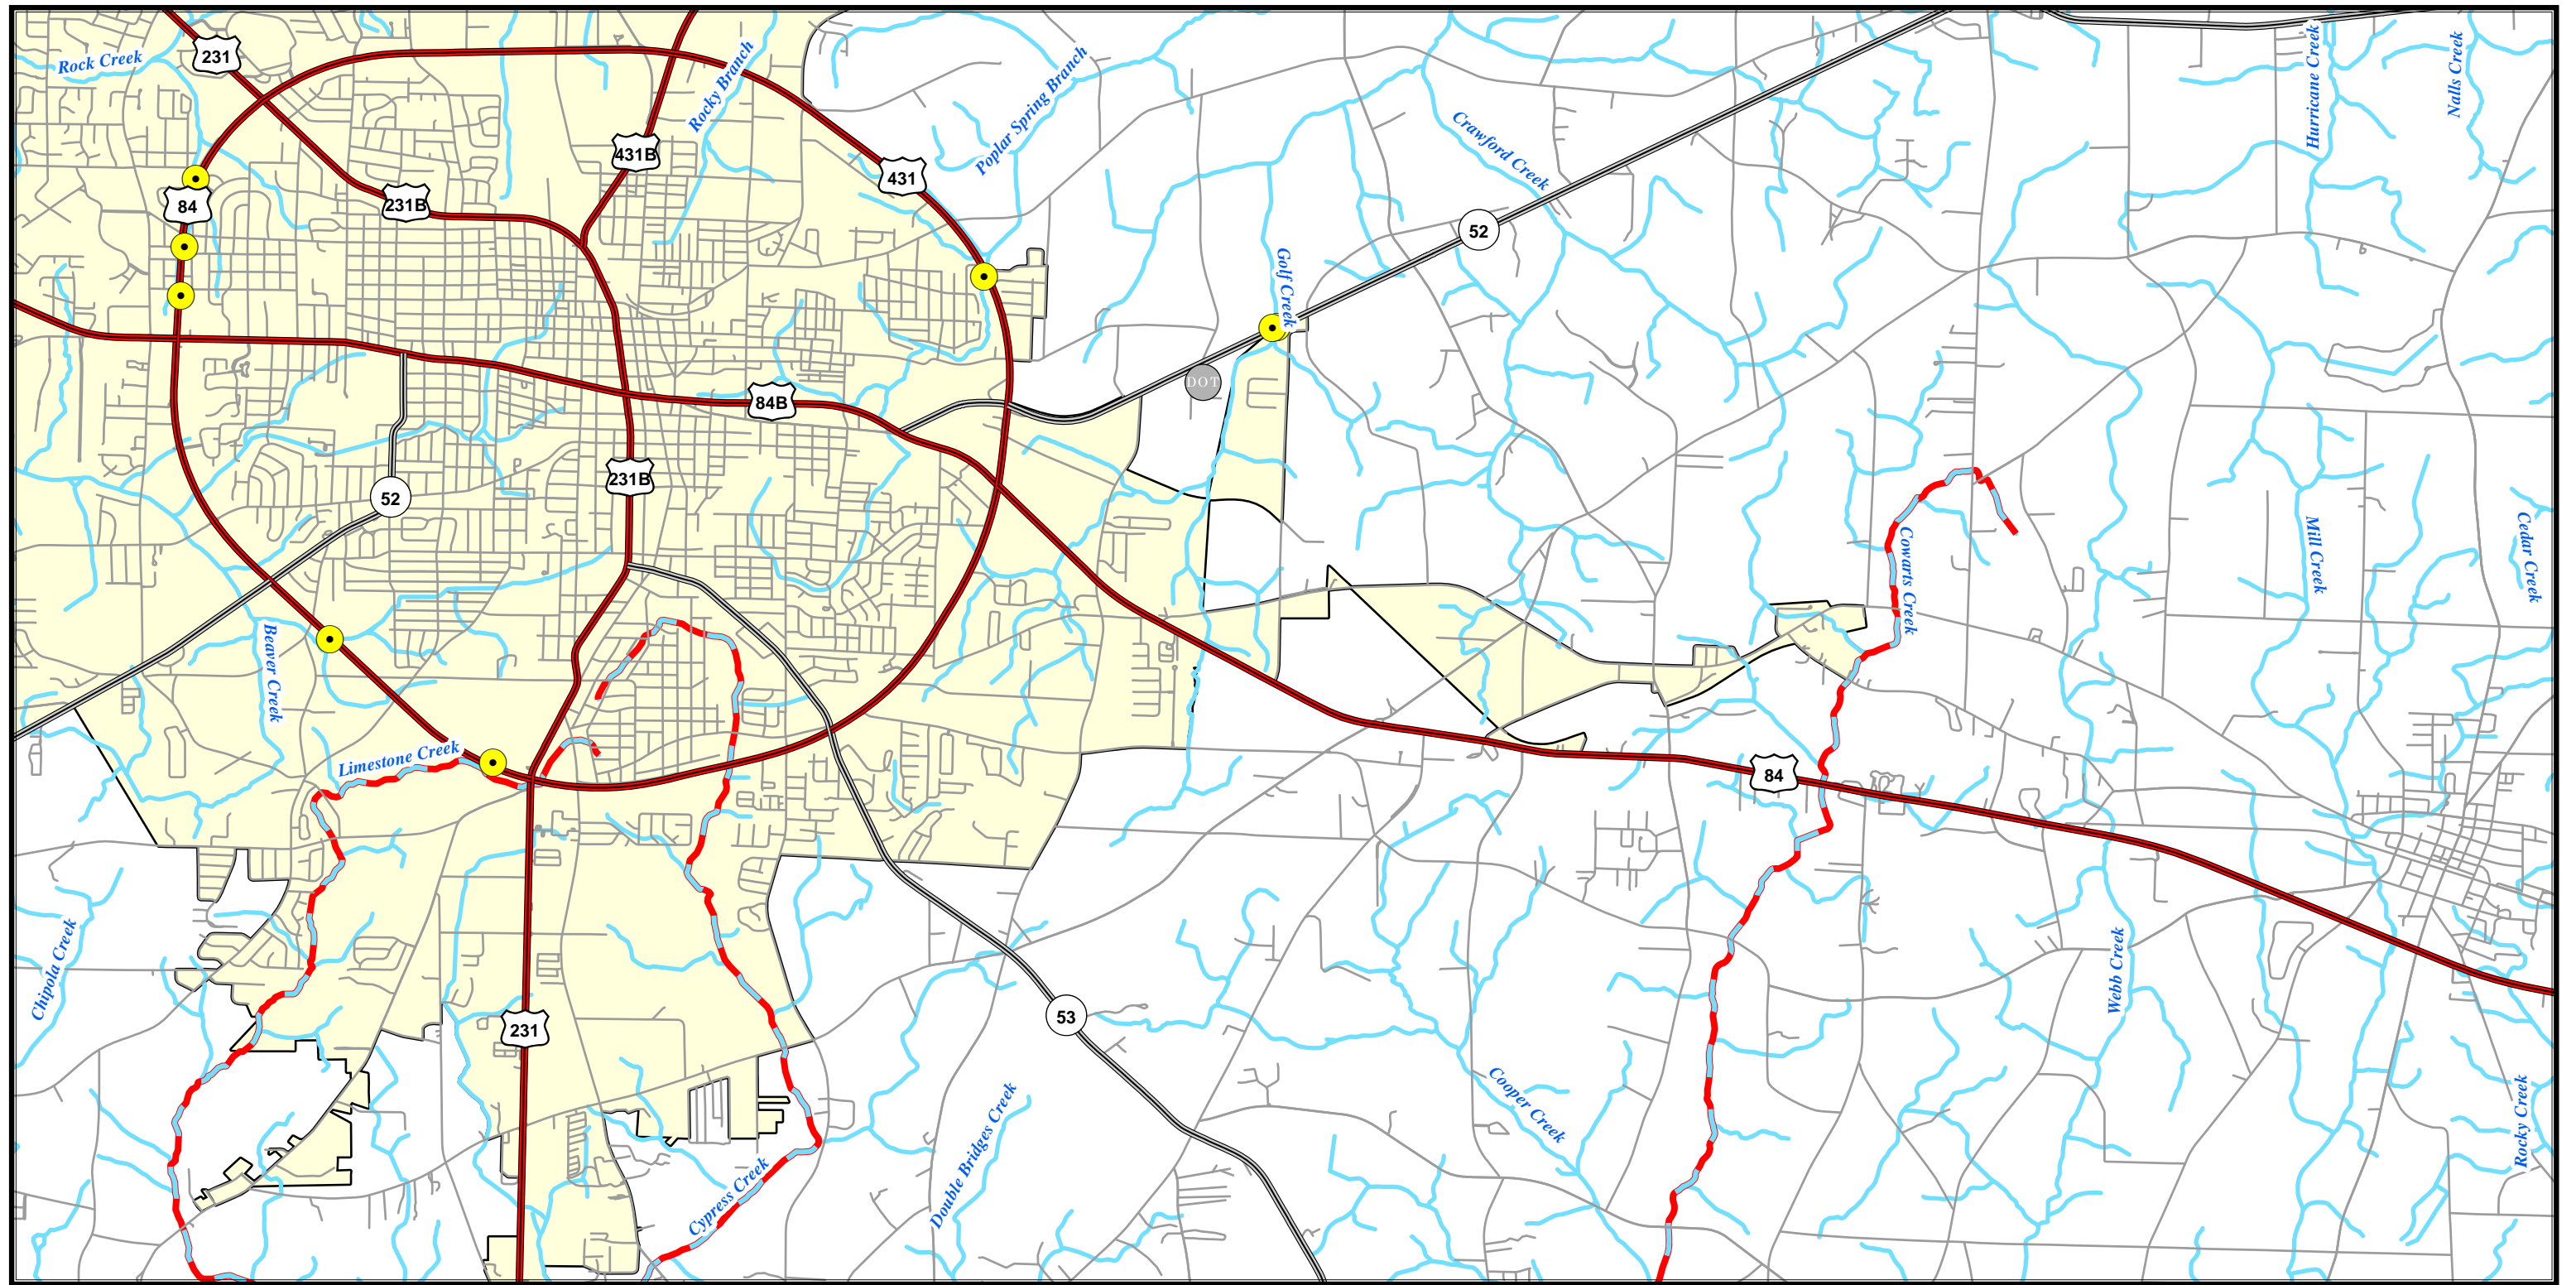 Rock Creek
231
Rocky Branch
Poplar Spring Branch
Crawford Creek
Hurricane Creek
Nalls Creek
431B
431
84
231B
52
Golf Creek
DOT
84B
231B
52
Cowarts Creek
Mill Creek
Cedar Creek
Beaver Creek
Limestone Creek
84
Chipola Creek
Webb Creek
231
53
Cooper Creek
Double Bridges Creek
Cypress Creek
Rocky Creek